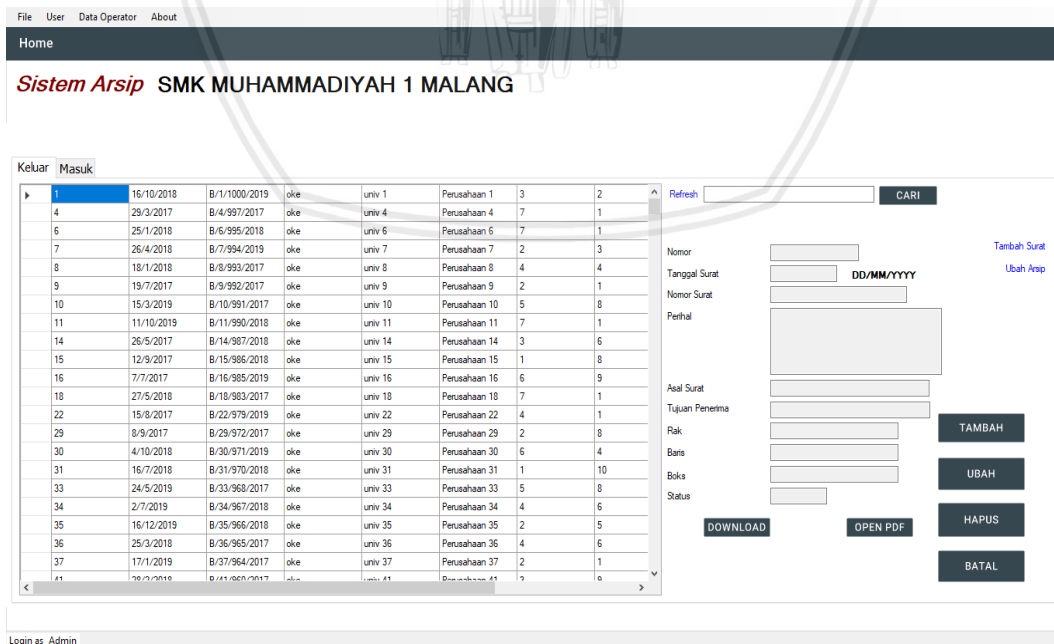 File User Data Operator About
Home
Sistem Arsip SMK MUHAMMADIYAH 1 MALANG
Keluar Masuk
1 16/10/2018 B/1/1000/2019 oke univ 1 Perusahaan 1 3 2
4 29/3/2017 B/4/997/2017 oke univ 4 Perusahaan 4 7 1
6 25/1/2018 B/6/995/2018 oke univ 6 Perusahaan 6 7 1
7 26/4/2018 B/7/994/2019 oke univ 7 Perusahaan 7 2 3
8 18/1/2018 B/8/993/2017 oke univ 8 Perusahaan 8 4 4
9 19/7/2017 B/9/992/2017 oke univ 9 Perusahaan 9 2 1
10 15/3/2019 B/10/991/2017 oke univ 10 Perusahaan 10 5 8
11 11/10/2019 B/11/990/2018 oke univ 11 Perusahaan 11 7 1
14 26/5/2017 B/14/987/2018 oke univ 14 Perusahaan 14 3 6
15 12/9/2017 B/15/986/2018 oke univ 15 Perusahaan 15 1 8
16 7/7/2017 B/16/985/2019 oke univ 16 Perusahaan 16 6 9
18 27/5/2018 B/18/983/2017 oke univ 18 Perusahaan 18 7 1
22 15/8/2017 B/22/979/2019 oke univ 22 Perusahaan 22 4 1
29 8/9/2017 B/29/972/2017 oke univ 29 Perusahaan 29 2 8
30 4/10/2018 B/30/971/2019 oke univ 30 Perusahaan 30 6 4
31 16/7/2018 B/31/970/2018 oke univ 31 Perusahaan 31 1 10
33 24/5/2019 B/33/968/2017 oke univ 33 Perusahaan 33 5 8
34 2/7/2019 B/34/967/2018 oke univ 34 Perusahaan 34 4 6
35 16/12/2019 B/35/966/2018 oke univ 35 Perusahaan 35 2 5
36 25/3/2018 B/36/965/2017 oke univ 36 Perusahaan 36 4 6
37 17/1/2019 B/37/964/2017 oke univ 37 Perusahaan 37 2 1
41 28/2/2018 B/41/960/2017 oke univ 41 Perusahaan 41
Refresh CARI
Nomor
Tanggal Surat DD/MM/YYYY
Nomor Surat
Perihal
Asal Surat
Tujuan Penerima
Rak
Baris
Boks
Status
DOWNLOAD OPEN PDF
Tambah Surat
Ubah Arsip
TAMBAH
UBAH
HAPUS
BATAL
Login as Admin